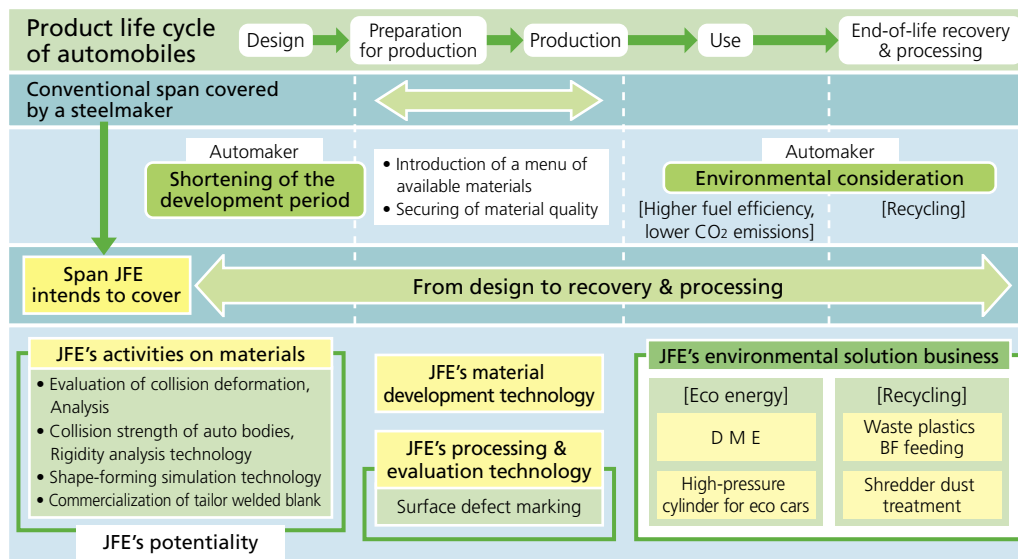 Product life cycle
of automobiles
Design
Preparation
for production
Production
Use
End-of-life recovery
& processing
Conventional span covered
by a steelmaker
Automaker
Shortening of the
development period
• Introduction of a menu of
available materials
• Securing of material quality
Automaker
Environmental consideration
[Higher fuel efficiency,
lower CO2 emissions]
[Recycling]
Span JFE
intends to cover
From design to recovery & processing
JFE's activities on materials
• Evaluation of collision deformation,
Analysis
• Collision strength of auto bodies,
Rigidity analysis technology
• Shape-forming simulation technology
• Commercialization of tailor welded blank
JFE's potentiality
JFE's material
development technology
JFE's processing &
evaluation technology
Surface defect marking
JFE's environmental solution business
[Eco energy]
D M E
High-pressure
cylinder for eco cars
[Recycling]
Waste plastics
BF feeding
Shredder dust
treatment